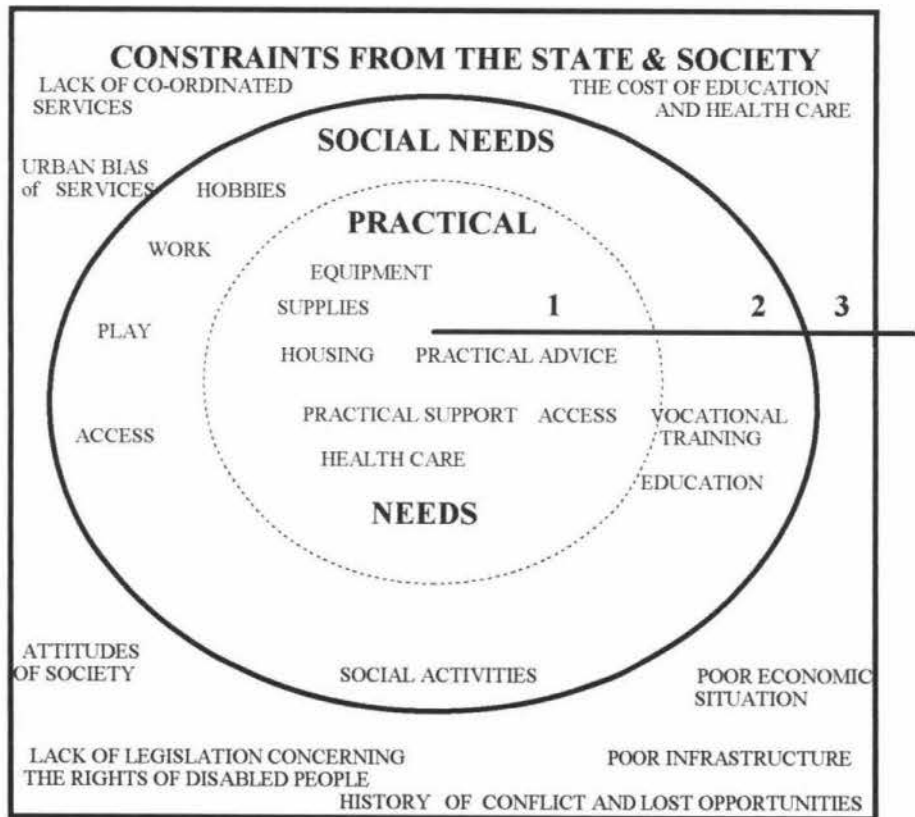 CONSTRAINTS FROM THE STATE & SOCIETY
LACK OF CO-ORDINATED
SERVICES
THE COST OF EDUCATION
AND HEALTH CARE
SOCIAL NEEDS
URBAN BIAS
of SERVICES
HOBBIES
WORK
PRACTICAL
EQUIPMENT
SUPPLIES
1
2
3
PLAY
HOUSING
PRACTICAL ADVICE
PRACTICAL SUPPORT
ACCESS
VOCATIONAL
TRAINING
ACCESS
HEALTH CARE
EDUCATION
NEEDS
ATTITUDES
OF SOCIETY
SOCIAL ACTIVITIES
POOR ECONOMIC
SITUATION
LACK OF LEGISLATION CONCERNING
THE RIGHTS OF DISABLED PEOPLE
POOR INFRASTRUCTURE
HISTORY OF CONFLICT AND LOST OPPORTUNITIES